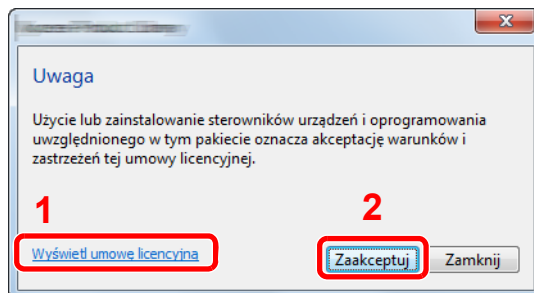 Uwaga
Użycie lub zainstalowanie sterowników urządzeń i oprogramowania
uwzględnionego w tym pakiecie oznacza akceptację warunków i
zastrzeżeń tej umowy licencyjnej.
1
2
Wyświetl umowę licencyjną
Zaakceptuj Zamknij